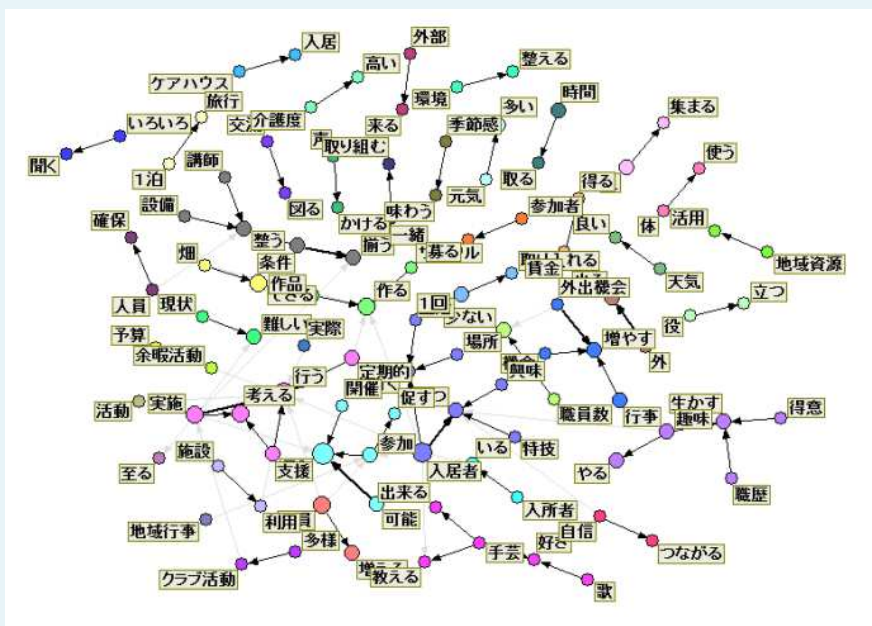 外部
入居
高い
整える
ケアハウス
環境
時間
旅行
介護度
多い
集まる
いろいろ
来る
季節感
取り組む
使う
聞く
1泊
講師
取る
得る
元気
体
設備
図る
かける
味わう
参加者
活用
確保
一緒
良い
整う
揃う
募る
畑
条件
地域資源
賃金
天気
作品
外出機会
人員
現状
作る
1回
立つ
役
難しい
実際
少ない
増やす
予算
場所
外
余暇活動
定期的
興味
行う
開催
考える
職員数
行事
生かす
活動
実施
趣味
得意
参加
いる
特技
施設
支援
入居者
やる
至る
出来る
職歴
地域行事
利用
可能
入所者
自信
多様
手芸
つながる
クラブ活動
教える
歌